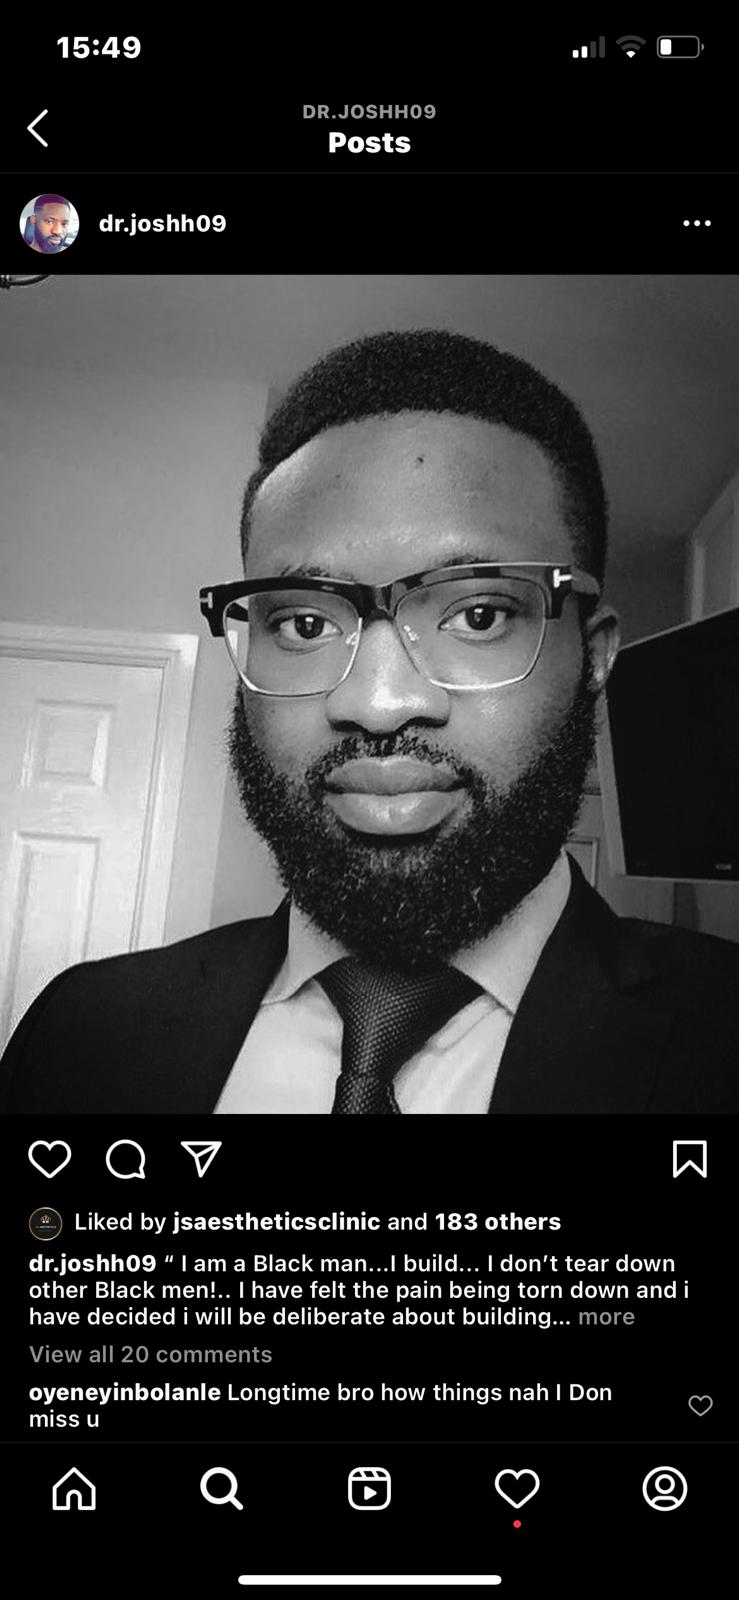 15:49
DR.JOSHH09
Posts
dr.joshh09
Liked by jsaestheticsclinic and 183 others
dr.joshh09 “ I am a Black man...I build... I don’t tear down
other Black men!.. I have felt the pain being torn down and i
have decided i will be deliberate about building... more
View all 20 comments
oyeneyinbolanle Longtime bro how things nah I Don
miss u